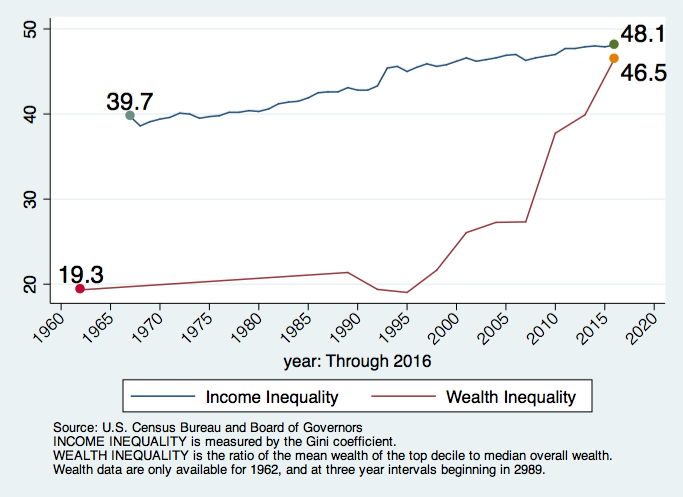 50
48.1
46.5
40
39.7
30
20
19.3
1960 1965 1970 1975 1980 1985 1990 1995 2000 2005 2010 2015 2020
year: Through 2016
Income Inequality Wealth Inequality
Source: U.S. Census Bureau and Board of Governors
INCOME INEQUALITY is measured by the Gini coefficient.
WEALTH INEQUALITY is the ratio of the mean wealth of the top decile to median overall wealth.
Wealth data are only available for 1962, and at three year intervals beginning in 2989.